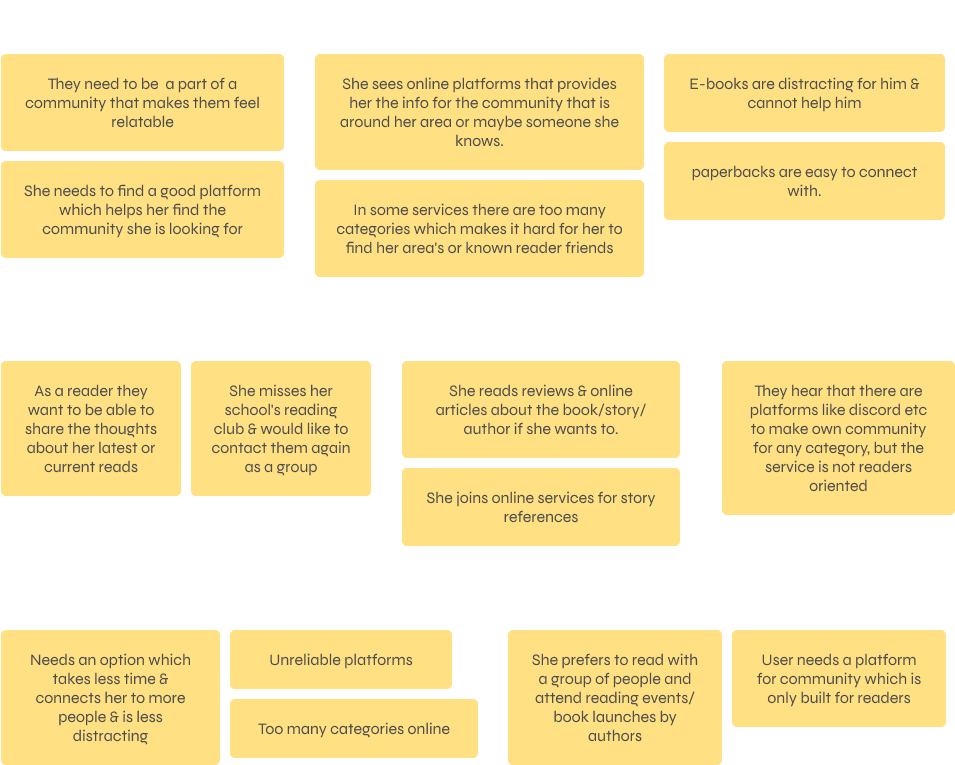 They need to be  a part of a
community that makes them feel
relatable
She needs to find a good platform
which helps her find the
community she is looking for
She sees online platforms that provides
her the info for the community that is
around her area or maybe someone she
knows.
In some services there are too many
categories which makes it hard for her to
find her area's or known reader friends
E-books are distracting for him &
cannot help him
paperbacks are easy to connect
with.
As a reader they
want to be able to
share the thoughts
about her latest or
current reads
She misses her
school's reading
club & would like to
contact them again
as a group
She reads reviews & online
articles about the book/story/
author if she wants to.
She joins online services for story
references
They hear that there are
platforms like discord etc
to make own community
for any category, but the
service is not readers
oriented
Needs an option which
takes less time &
connects her to more
people & is less
distracting
Unreliable platforms
Too many categories online
She prefers to read with
a group of people and
attend reading events/
book launches by
authors
User needs a platform
for community which is
only built for readers